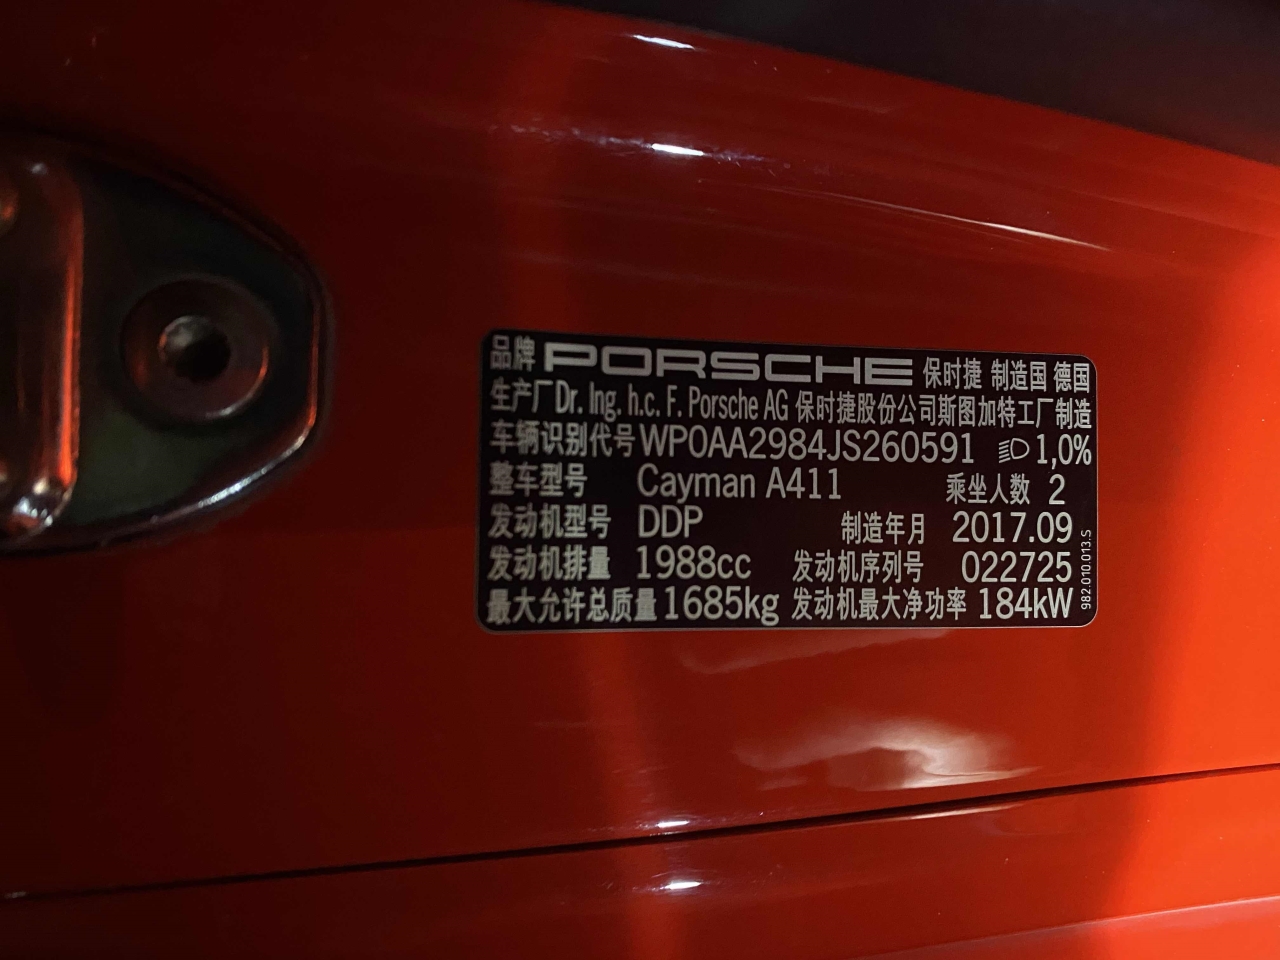 品牌 PORSCHE 保时捷 制造国 德国
生产厂 Dr. Ing. h.c. F. Porsche AG 保时捷股份公司斯图加特工厂制造
车辆识别代号 WP0AA2984JS260591 1,0%
整车型号 Cayman A411 乘坐人数 2
发动机型号 DDP 制造年月 2017.09
发动机排量 1988cc 发动机序列号 022725
最大允许总质量 1685kg 发动机最大净功率 184kW
982.010.013.S